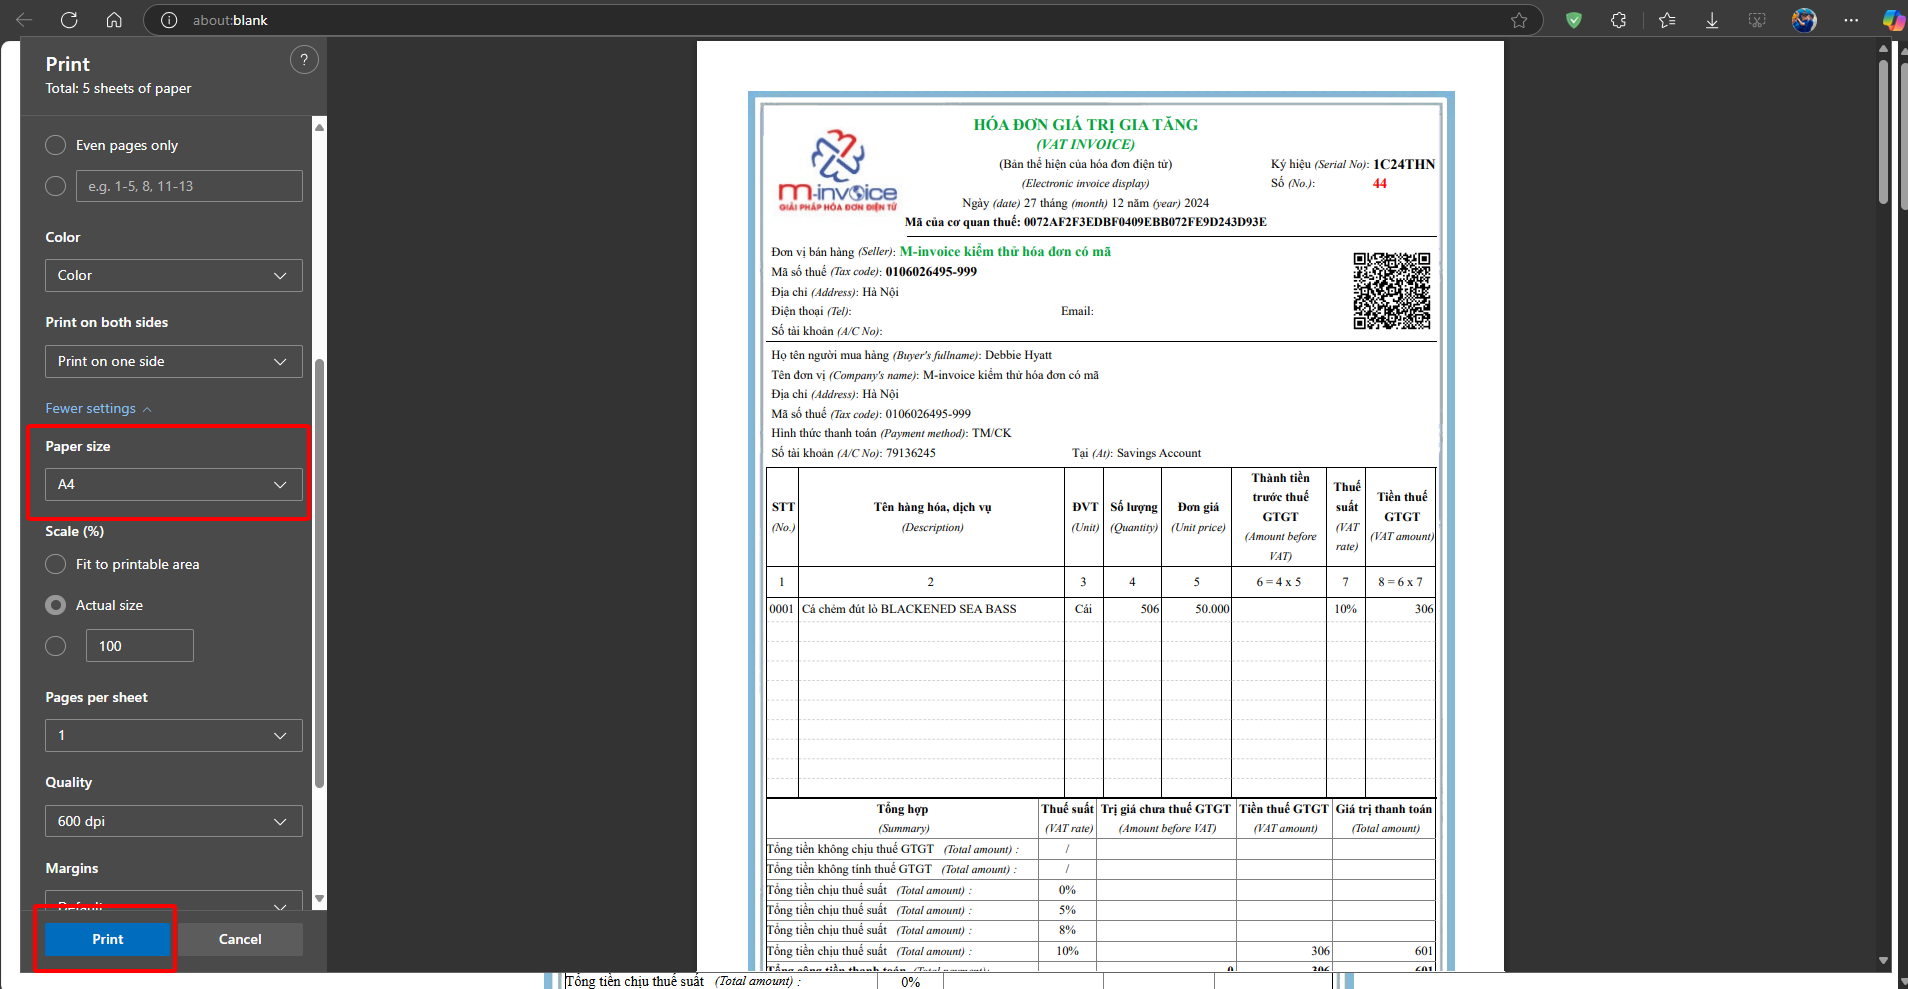 about:blank
Print
?
Total: 5 sheets of paper
Even pages only
e.g. 1-5, 8, 11-13
Color
Color
Print on both sides
Print on one side
Fewer settings
Paper size
A4
Scale (%)
Fit to printable area
Actual size
100
Pages per sheet
1
Quality
600 dpi
Margins
Default
Print
Cancel
M-invoice
GIẢI PHÁP HÓA ĐƠN ĐIỆN TỬ
HÓA ĐƠN GIÁ TRỊ GIA TĂNG
(VAT INVOICE)
(Bản thể hiện của hóa đơn điện tử)
Ký hiệu (Serial No): 1C24THN
(Electronic invoice display)
Số (No.): 44
Ngày (date) 27 tháng (month) 12 năm (year) 2024
Mã của cơ quan thuế: 0072AF2F3EDBF0409EBB072FE9D243D93E
Đơn vị bán hàng (Seller): M-invoice kiểm thử hóa đơn có mã
Mã số thuế (Tax code): 0106026495-999
Địa chỉ (Address): Hà Nội
Điện thoại (Tel): Email:
Số tài khoản (A/C No):
Họ tên người mua hàng (Buyer's fullname): Debbie Hyatt
Tên đơn vị (Company's name): M-invoice kiểm thử hóa đơn có mã
Địa chỉ (Address): Hà Nội
Mã số thuế (Tax code): 0106026495-999
Hình thức thanh toán (Payment method): TM/CK
Số tài khoản (A/C No): 79136245 Tại (At): Savings Account
STT
(No.)
Tên hàng hóa, dịch vụ
(Description)
ĐVT
(Unit)
Số lượng
(Quantity)
Đơn giá
(Unit price)
Thành tiền
trước thuế
GTGT
(Amount before
VAT)
Thuế
suất
(VAT
rate)
Tiền thuế
GTGT
(VAT amount)
1 2 3 4 5 6 = 4 x 5 7 8 = 6 x 7
0001 Cá chẻm đút lò BLACKENED SEA BASS Cái 506 50.000 10% 306
Tổng hợp Thuế suất Trị giá chưa thuế GTGT Tiền thuế GTGT Giá trị thanh toán
(Summary) (VAT rate) (Amount before VAT) (VAT amount) (Total amount)
Tổng tiền không chịu thuế GTGT (Total amount) : /
Tổng tiền không tính thuế GTGT (Total amount) : /
Tổng tiền chịu thuế suất (Total amount) : 0%
Tổng tiền chịu thuế suất (Total amount) : 5%
Tổng tiền chịu thuế suất (Total amount) : 8%
Tổng tiền chịu thuế suất (Total amount) : 10% 306 601
Tổng cộng tiền thanh toán (Total payment): 0 306 601
Tổng tiền chịu thuế suất (Total amount) : 0%